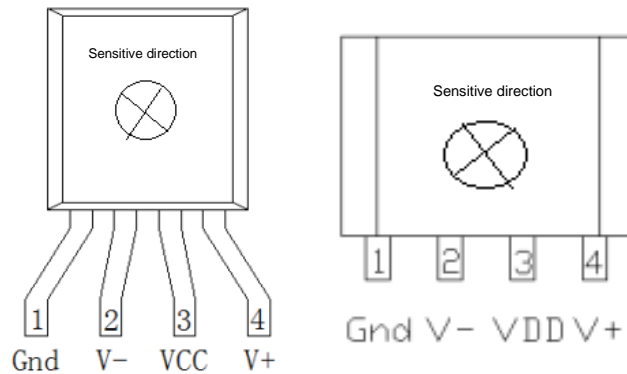 Sensitive direction
1 2 3 4
Gnd V- VCC V+
Sensitive direction
1 2 3 4
Gnd V- VDD V+